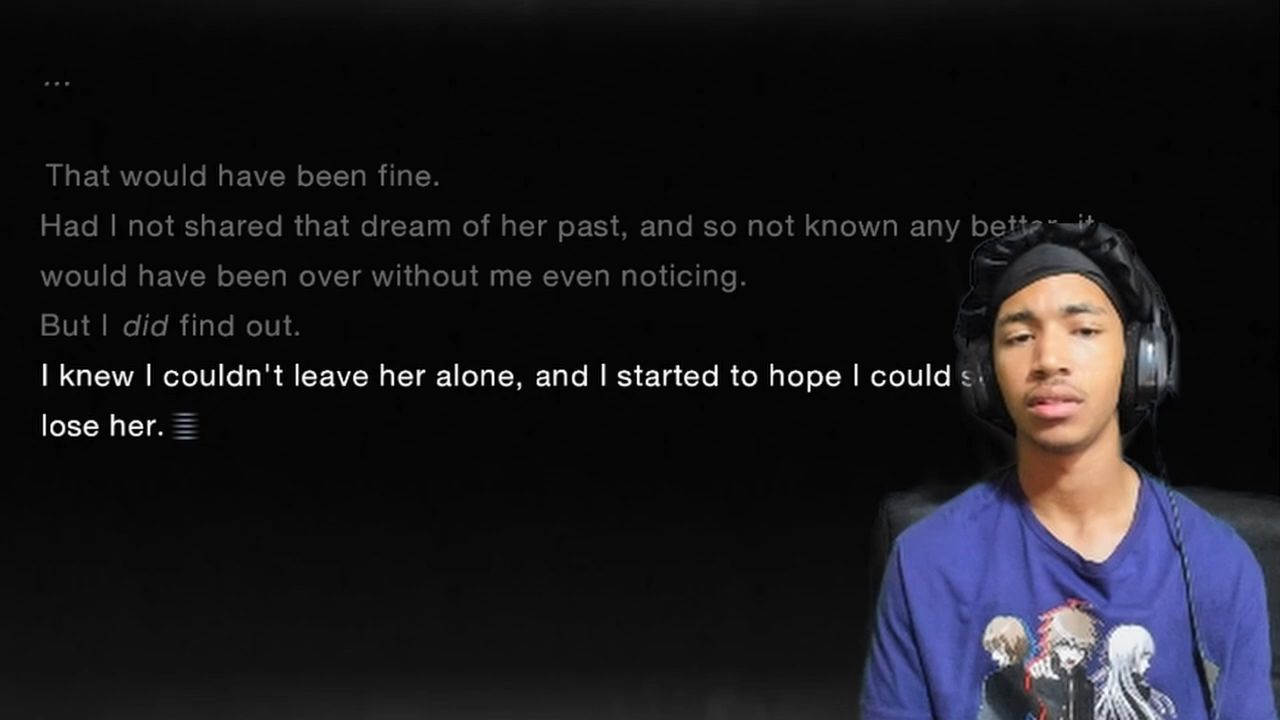 ...
That would have been fine.
Had I not shared that dream of her past, and so not known any better, it
would have been over without me even noticing.
But I did find out.
I knew I couldn't leave her alone, and I started to hope I could
lose her.